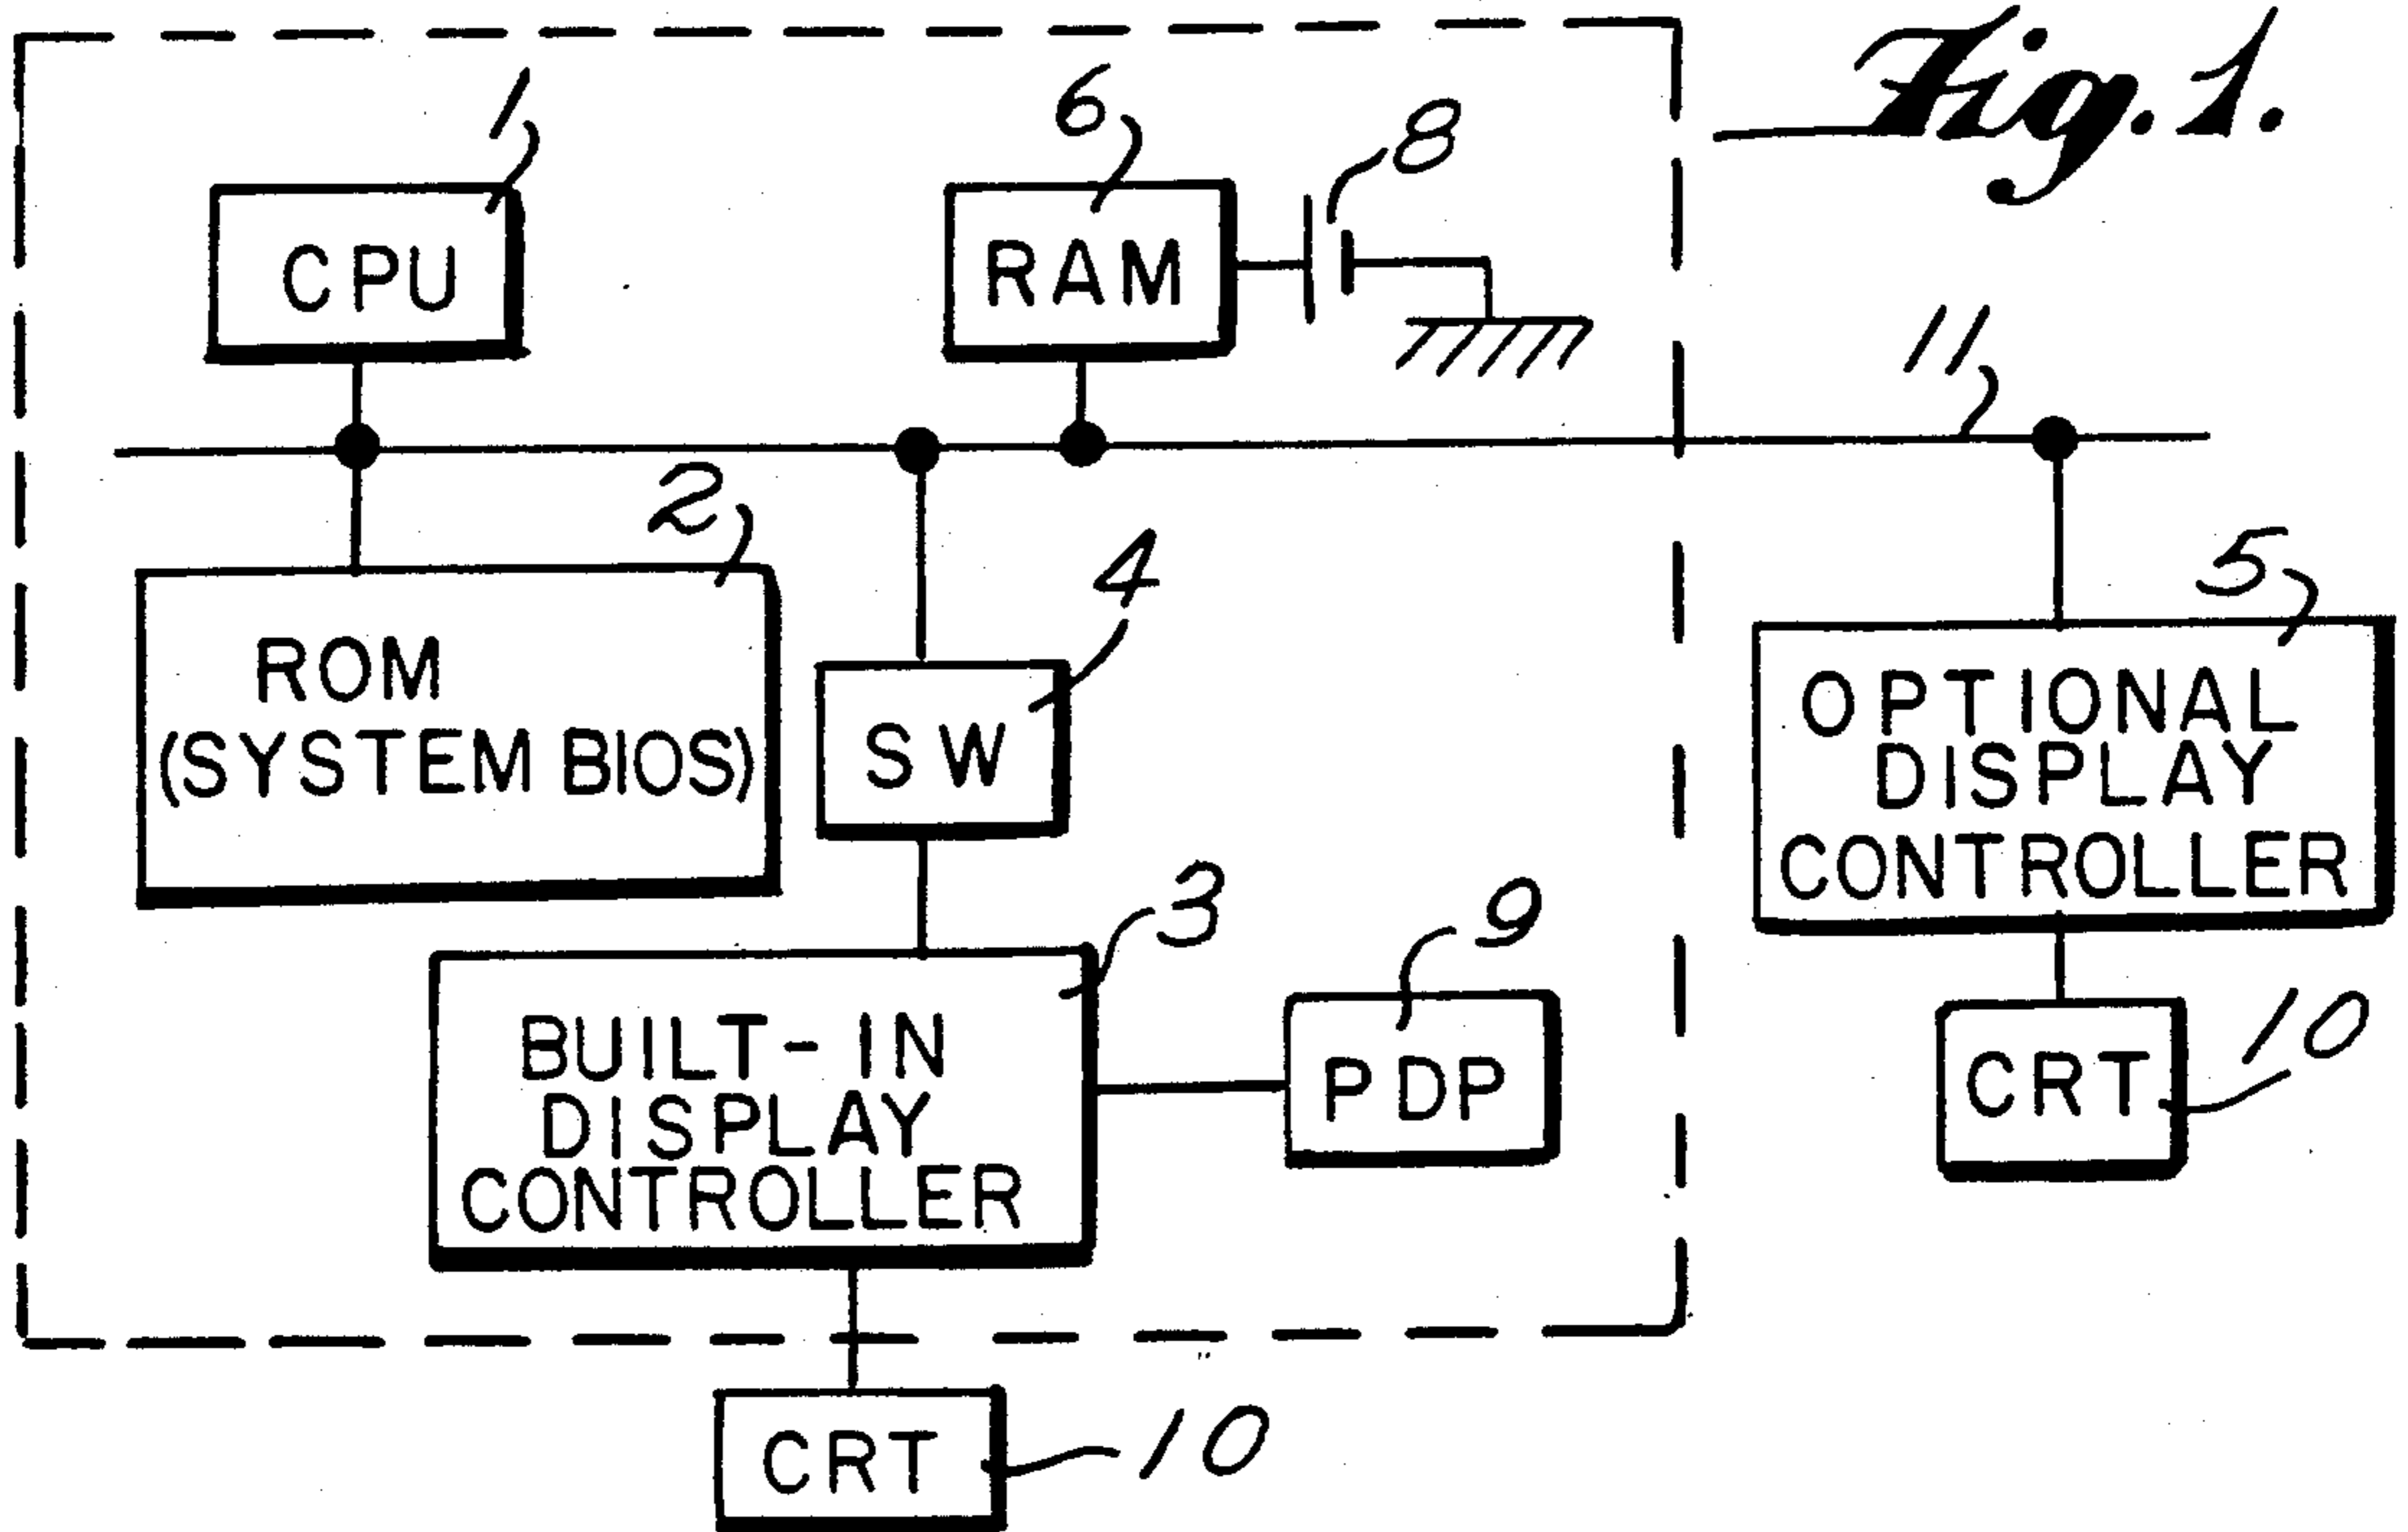 Fig. 1.
1
6
8
CPU
RAM
11
2
4
5
ROM
(SYSTEM BIOS)
SW
OPTIONAL
DISPLAY
CONTROLLER
3
9
BUILT-IN
DISPLAY
CONTROLLER
PDP
CRT
10
CRT
10